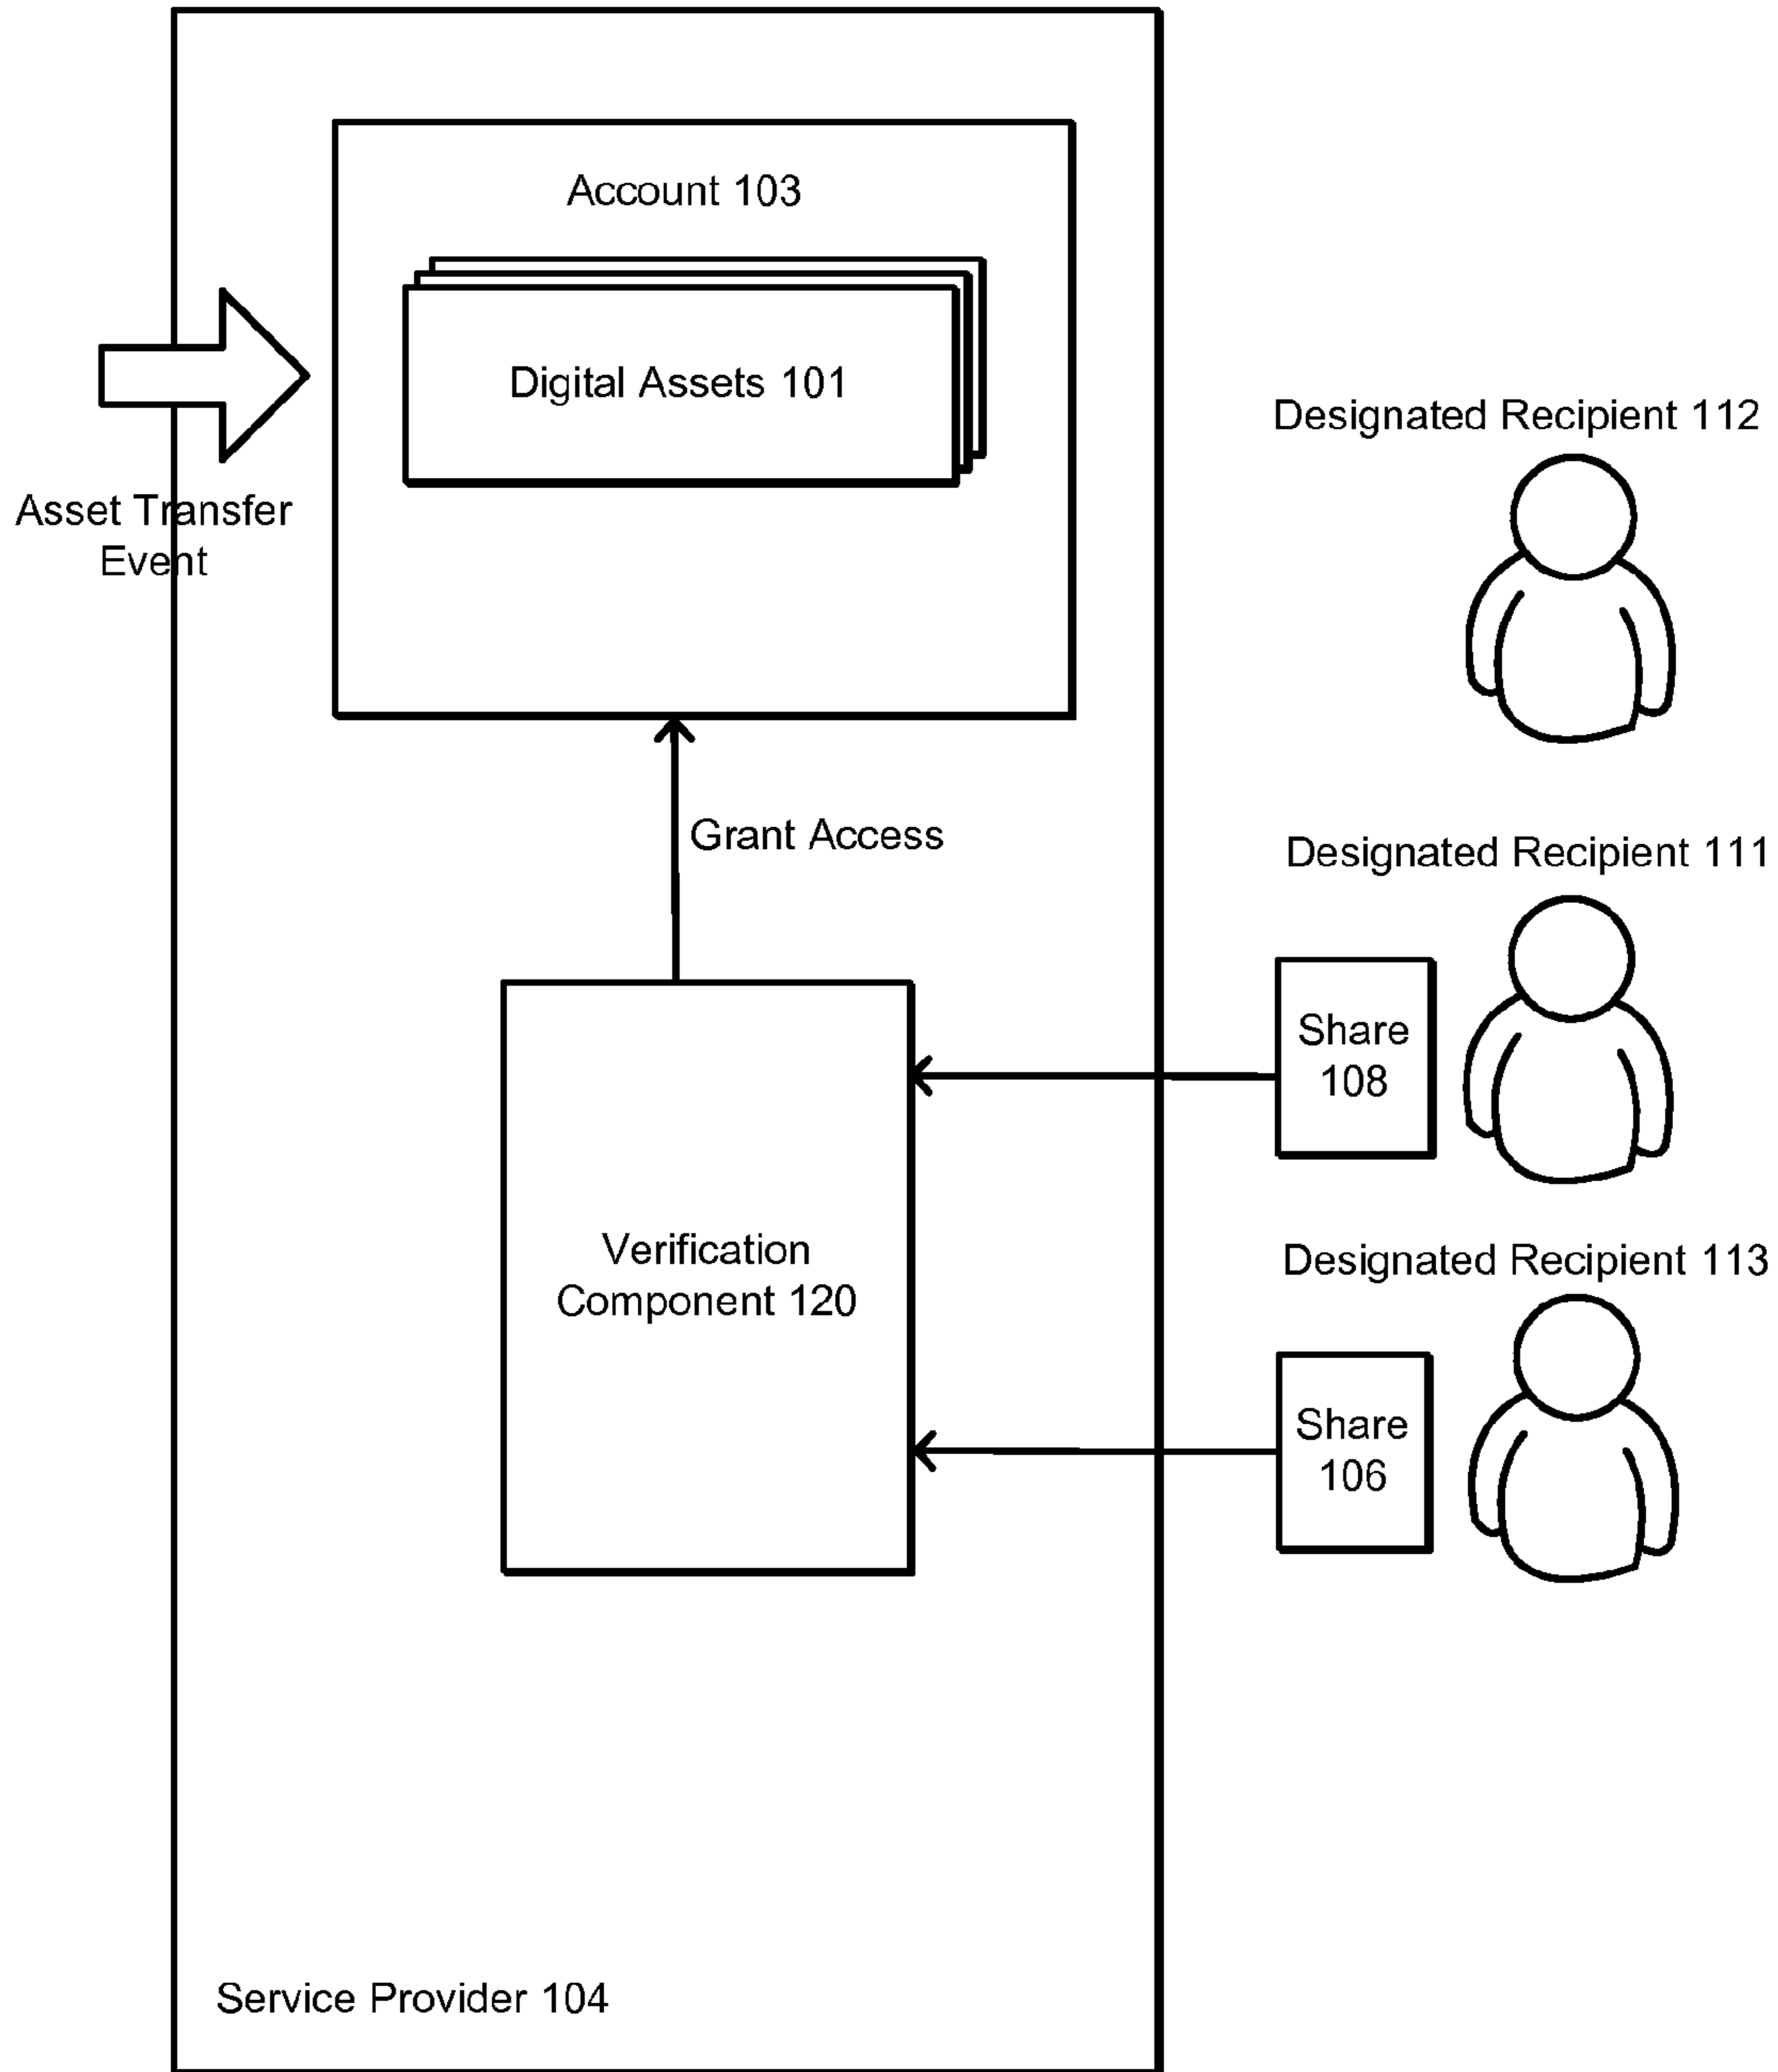 Account 103
Digital Assets 101
Asset Transfer
Event
Designated Recipient 112
Grant Access
Designated Recipient 111
Share
108
Verification
Component 120
Designated Recipient 113
Share
106
Service Provider 104